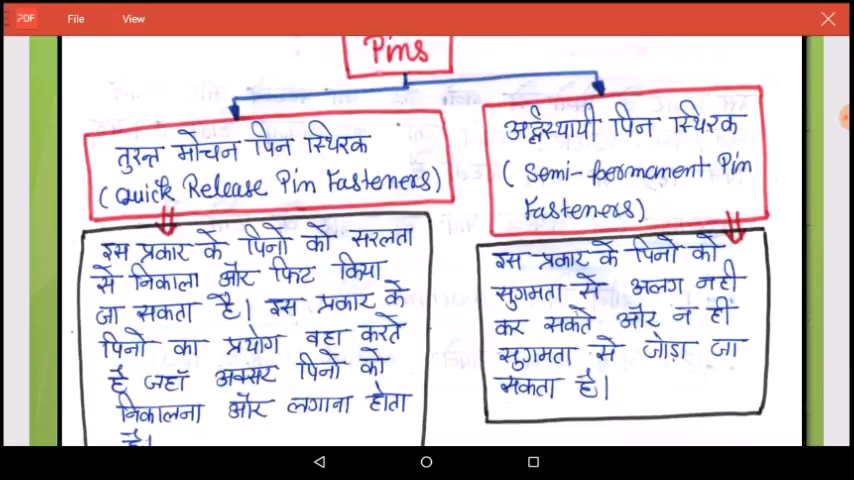 PDF File View
Pins
तुरन्त मोचन पिन स्थिरक
(Quick Release Pin Fasteners)
अर्द्धस्थायी पिन स्थिरक
(Semi-permanent Pin
Fasteners)
इस प्रकार के पिनो को सरलता
से निकाला और फिट किया
जा सकता है। इस प्रकार के
पिनो का प्रयोग वहा करते
है जहाँ अक्सर पिनो को
निकालना और लगाना होता
है।
इस प्रकार के पिनो को
सुगमता से अलग नही
कर सकते और न ही
सुगमता से जोड़ा जा
सकता है।